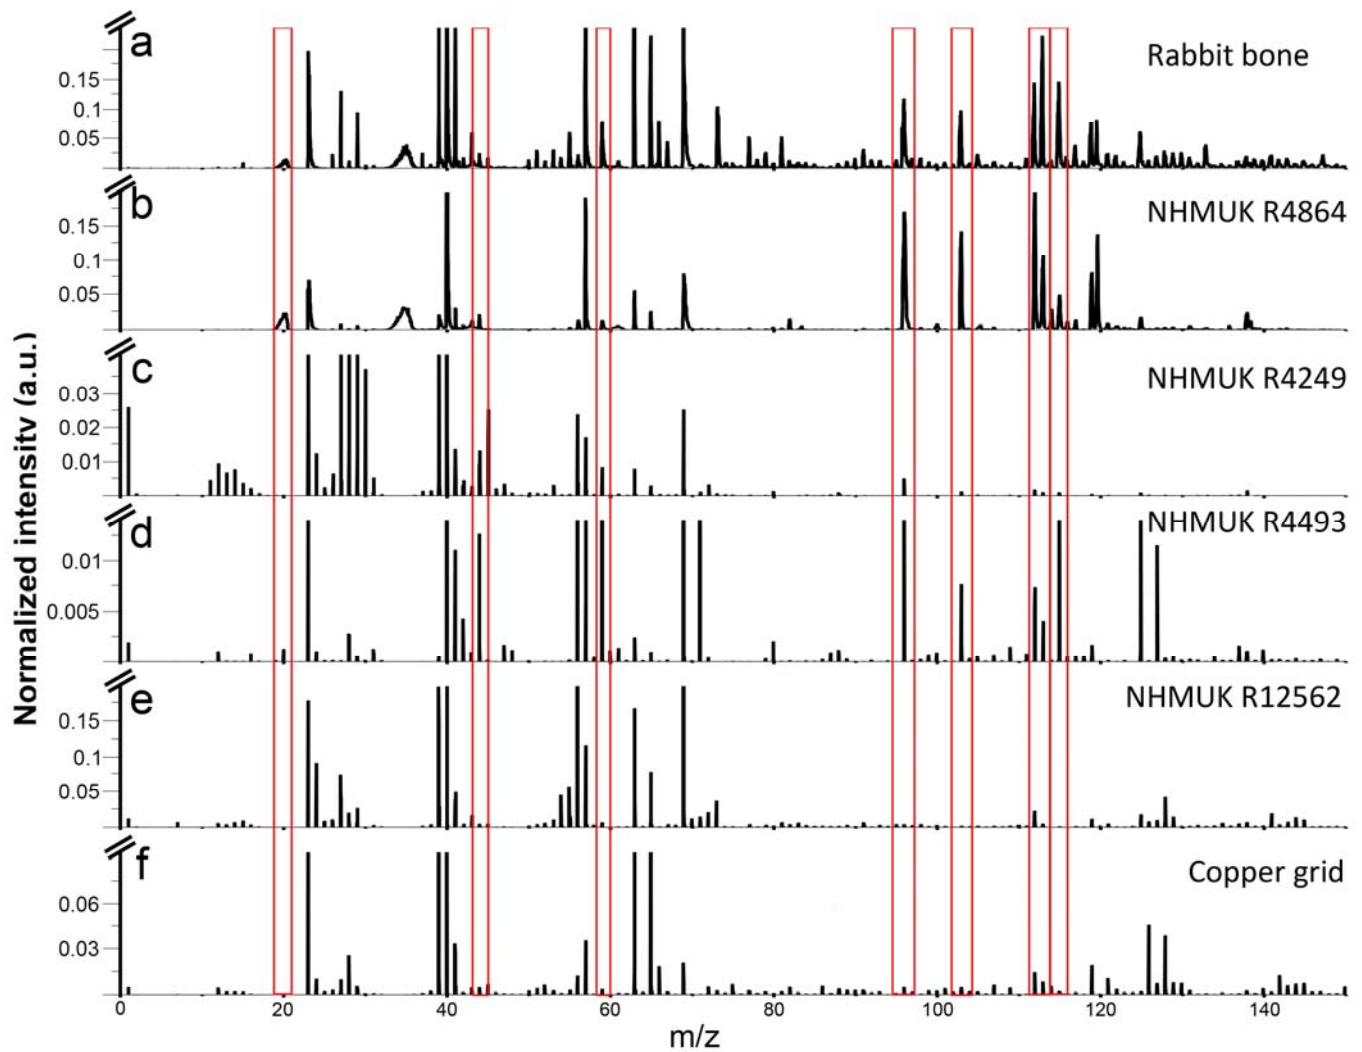 a
Rabbit bone
0.15
0.1
0.05
b
NHMUK R4864
0.15
0.1
0.05
c
NHMUK R4249
0.03
0.02
0.01
d
NHMUK R4493
0.01
0.005
e
NHMUK R12562
0.15
0.1
0.05
f
Copper grid
0.06
0.03
0 20 40 60 80 100 120 140
m/z
Normalized intensity (a.u.)